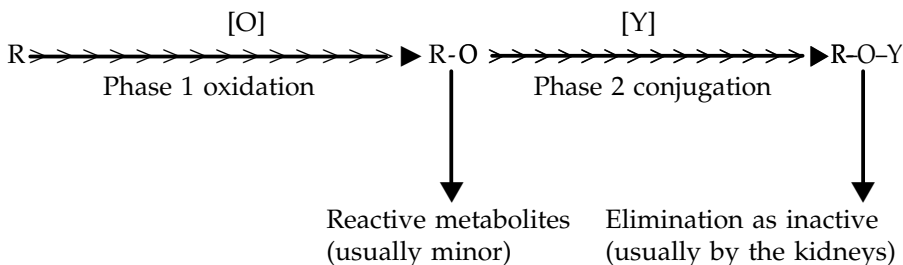 [O] [Y]
R R-O R–O–Y
Phase 1 oxidation Phase 2 conjugation
Reactive metabolites Elimination as inactive
(usually minor) (usually by the kidneys)